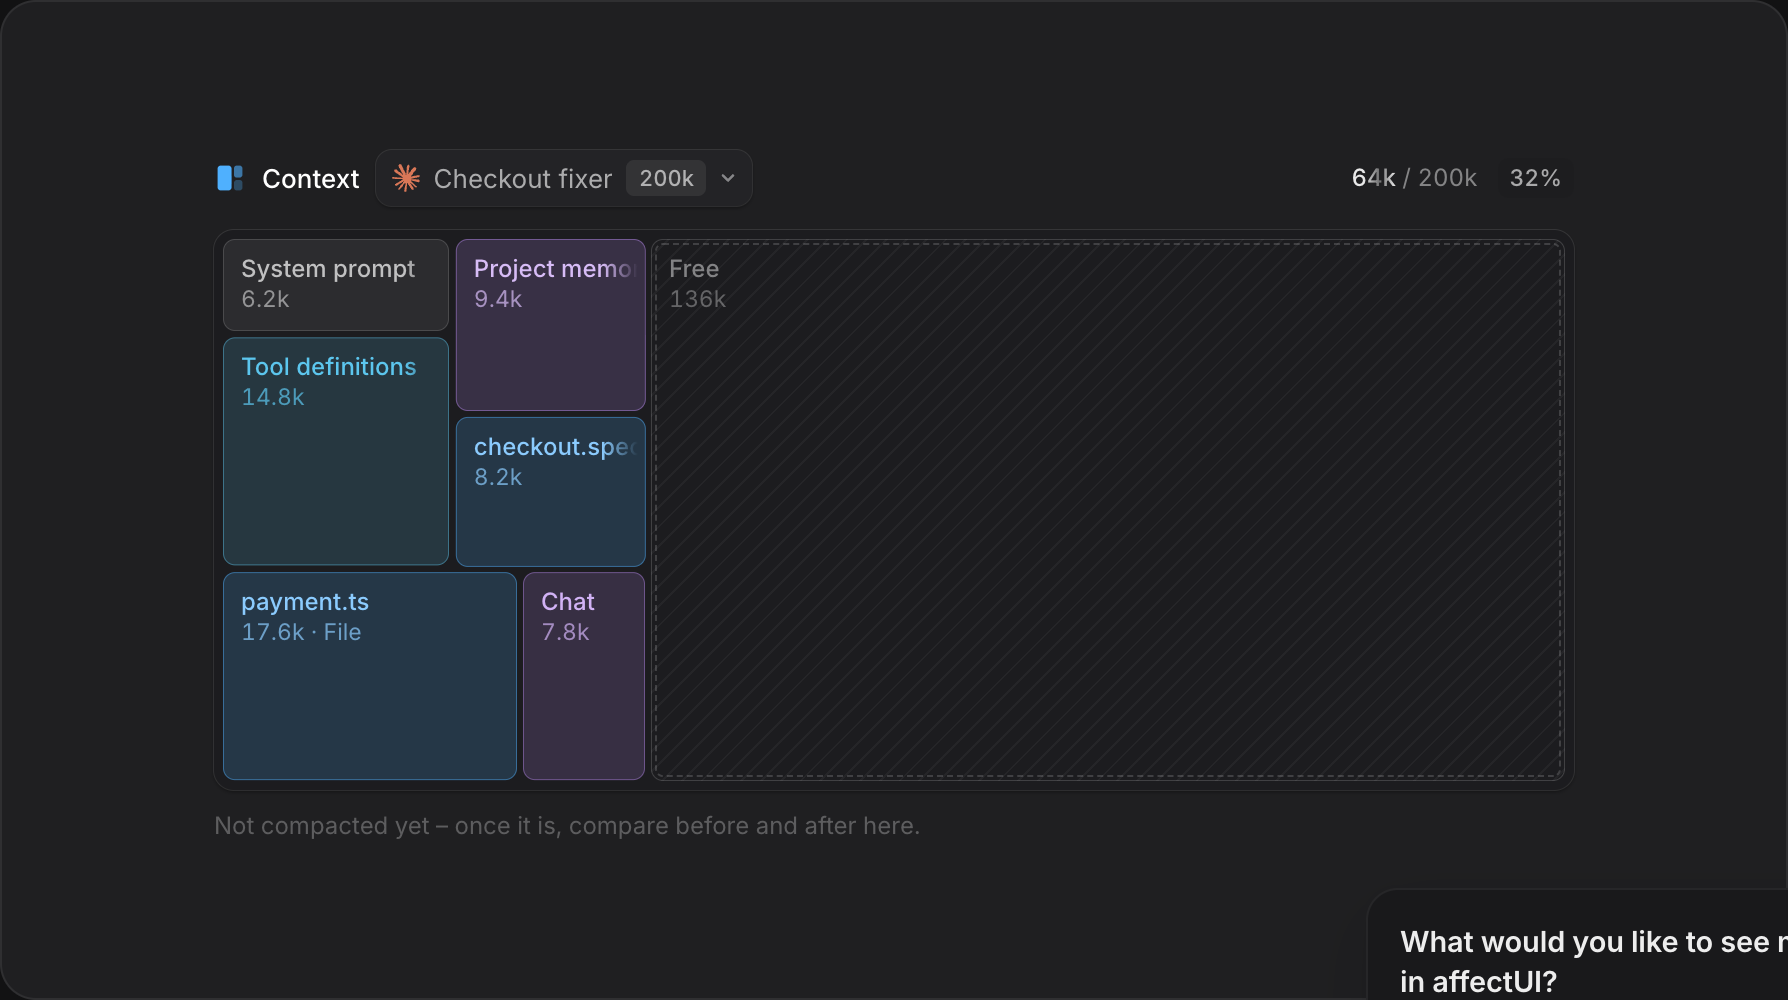 Context
Checkout fixer 200k
64k / 200k 32%
System prompt
6.2k
Project memo
9.4k
Free
136k
Tool definitions
14.8k
checkout.spec
8.2k
payment.ts
17.6k · File
Chat
7.8k
Not compacted yet – once it is, compare before and after here.
What would you like to see
in affectUI?